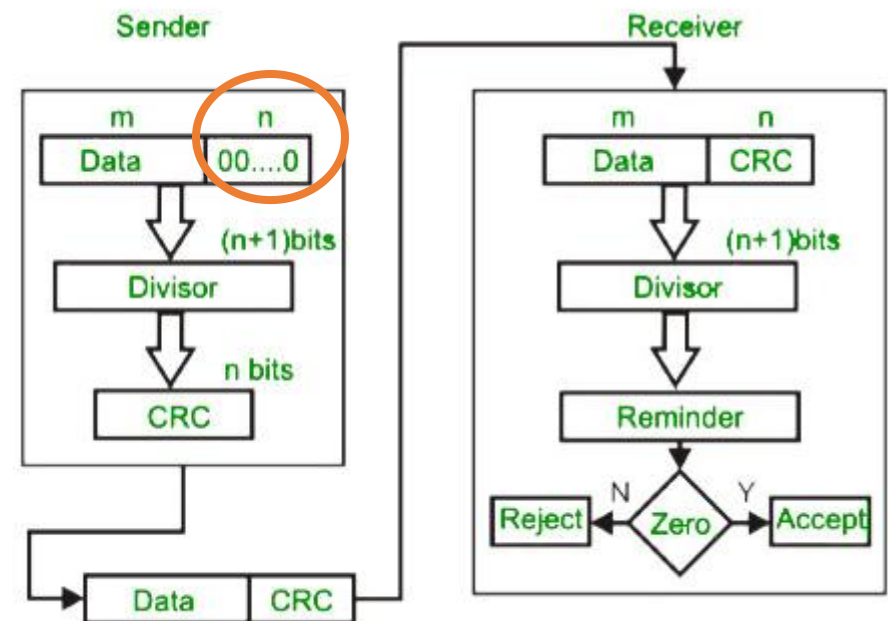 Sender
m n
Data 00....0
(n+1)bits
Divisor
n bits
CRC
Data CRC
Receiver
m n
Data CRC
(n+1)bits
Divisor
Reminder
N Y
Reject Zero Accept